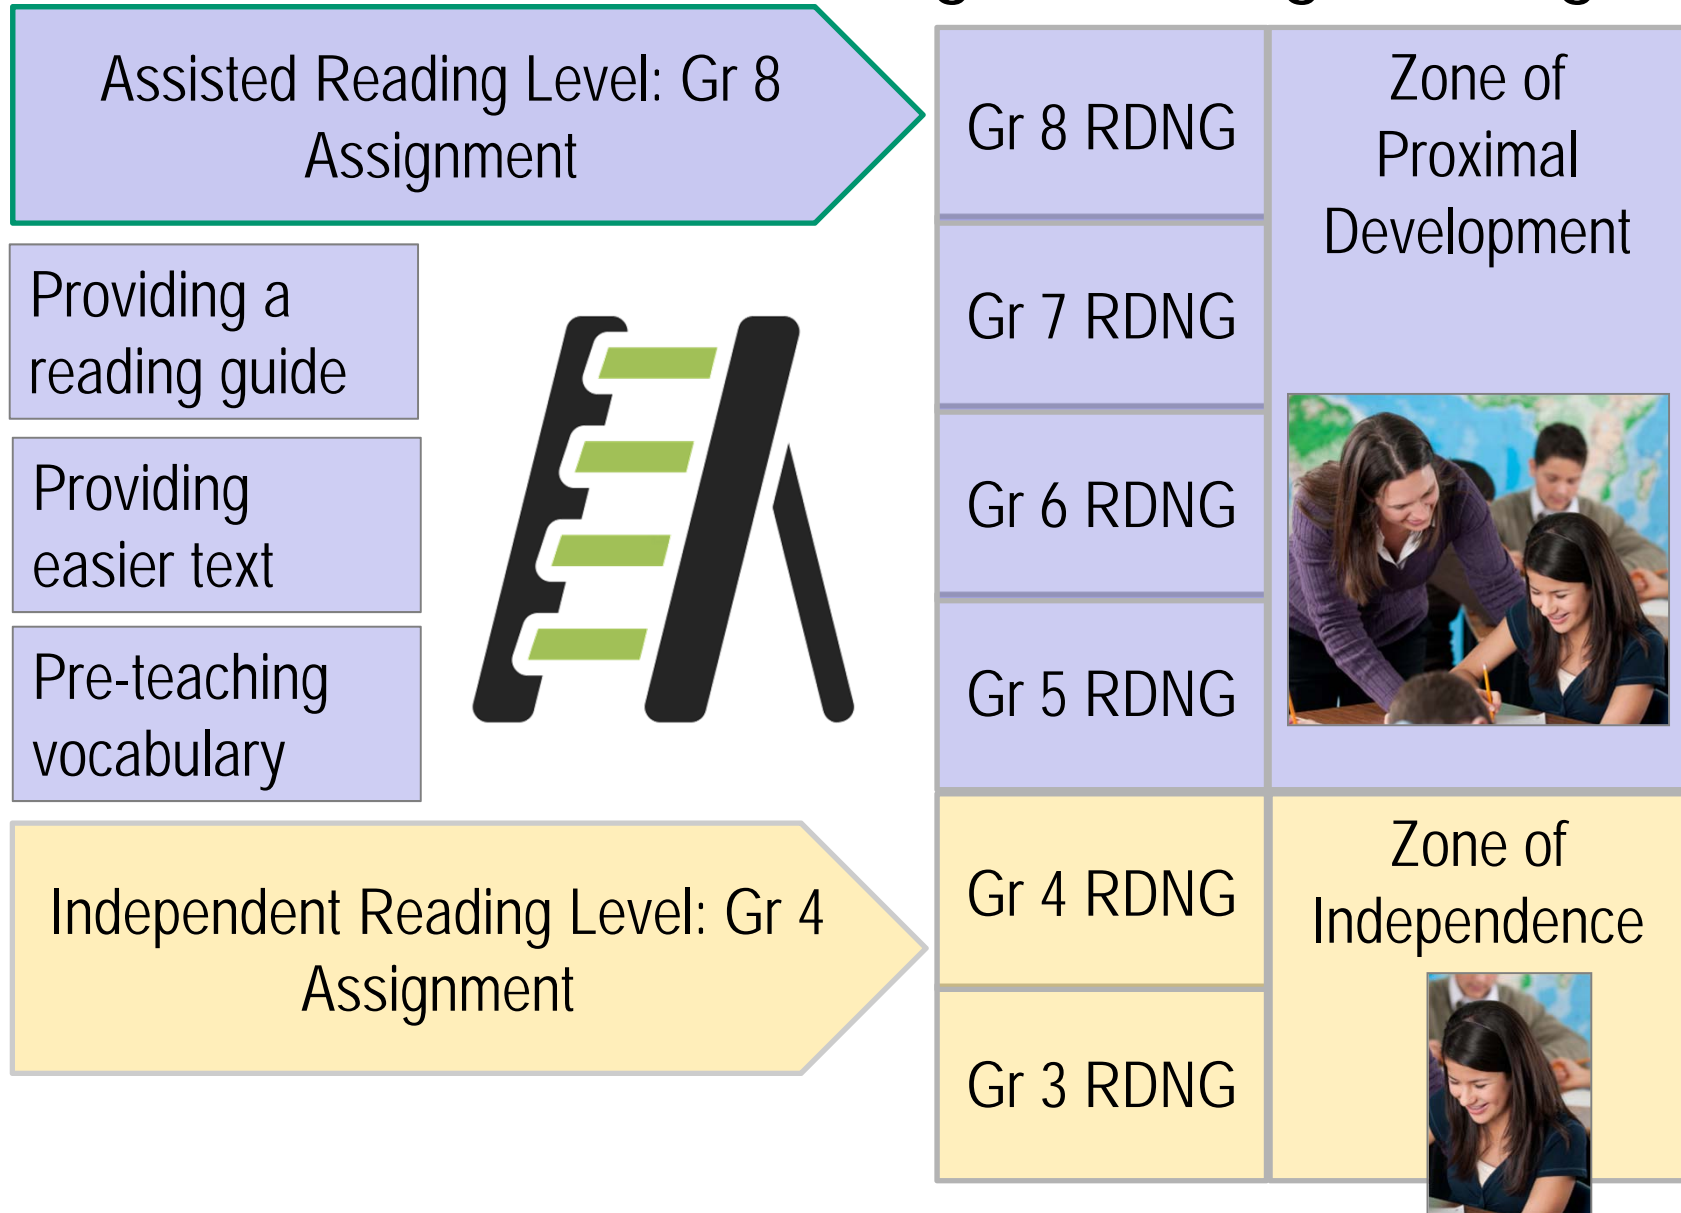 Assisted Reading Level: Gr 8
Assignment
Providing a
reading guide
Providing
easier text
Pre-teaching
vocabulary
Independent Reading Level: Gr 4
Assignment
Gr 8 RDNG
Gr 7 RDNG
Gr 6 RDNG
Gr 5 RDNG
Gr 4 RDNG
Gr 3 RDNG
Zone of
Proximal
Development
Zone of
Independence